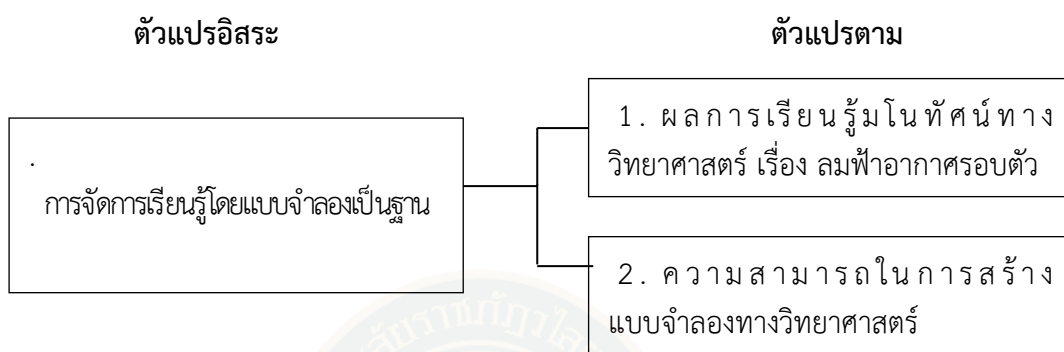 ตัวแปรอิสระ
ตัวแปรตาม
.
การจัดการเรียนรู้โดยแบบจำลองเป็นฐาน
1. ผลการเรียนรู้มโนทัศน์ทาง
วิทยาศาสตร์ เรื่อง ลมฟ้าอากาศรอบตัว
2. ความสามารถในการสร้าง
แบบจำลองทางวิทยาศาสตร์